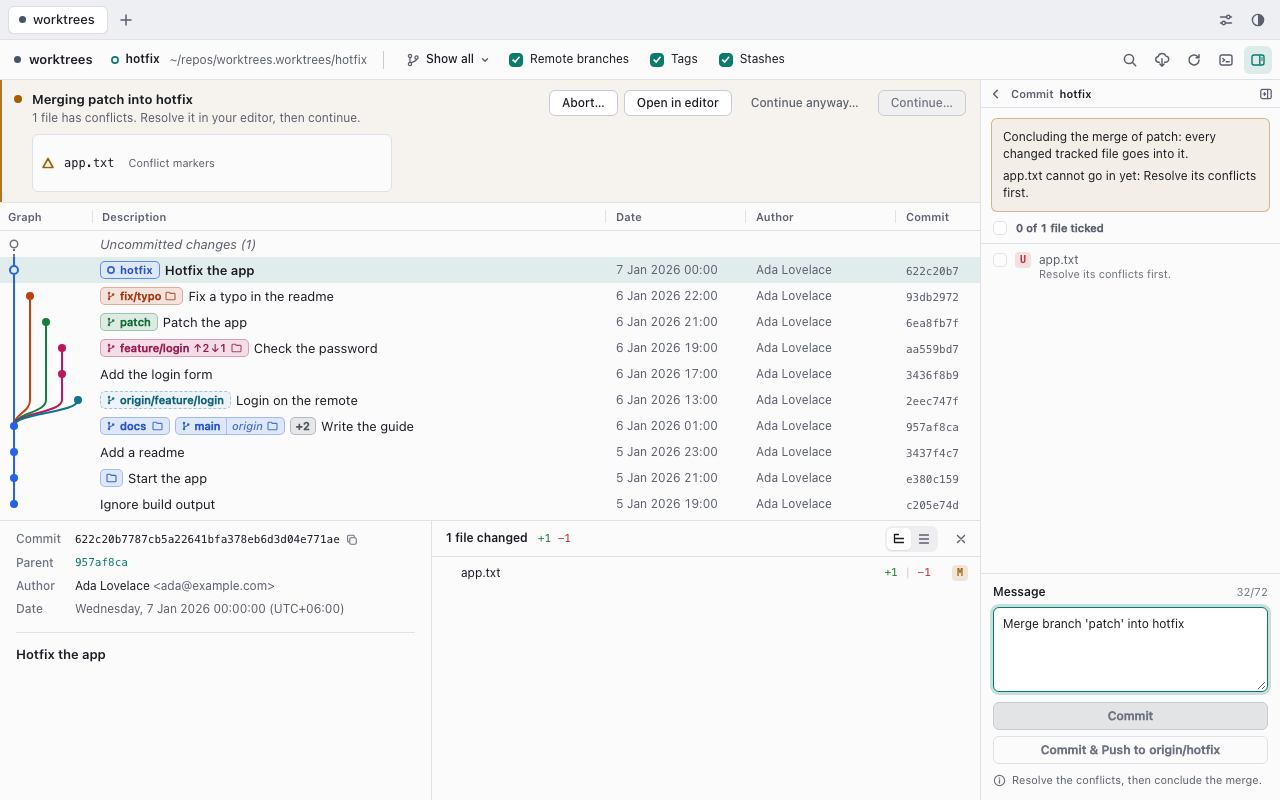 worktrees
worktrees hotfix ~/repos/worktrees.worktrees/hotfix Show all Remote branches Tags Stashes
Merging patch into hotfix
1 file has conflicts. Resolve it in your editor, then continue.
Abort... Open in editor Continue anyway... Continue...
app.txt Conflict markers
Graph Description Date Author Commit
Uncommitted changes (1)
hotfix Hotfix the app 7 Jan 2026 00:00 Ada Lovelace 622c20b7
fix/typo Fix a typo in the readme 6 Jan 2026 22:00 Ada Lovelace 93db2972
patch Patch the app 6 Jan 2026 21:00 Ada Lovelace 6ea8fb7f
feature/login ↑2↓1 Check the password 6 Jan 2026 19:00 Ada Lovelace aa559bd7
Add the login form 6 Jan 2026 17:00 Ada Lovelace 3436f8b9
origin/feature/login Login on the remote 6 Jan 2026 13:00 Ada Lovelace 2eec747f
docs main origin +2 Write the guide 6 Jan 2026 01:00 Ada Lovelace 957af8ca
Add a readme 5 Jan 2026 23:00 Ada Lovelace 3437f4c7
Start the app 5 Jan 2026 21:00 Ada Lovelace e380c159
Ignore build output 5 Jan 2026 19:00 Ada Lovelace c205e74d
Commit 622c20b7787cb5a22641bfa378eb6d3d04e771ae
Parent 957af8ca
Author Ada Lovelace <ada@example.com>
Date Wednesday, 7 Jan 2026 00:00:00 (UTC+06:00)
Hotfix the app
1 file changed +1 −1
app.txt +1 | −1 M
Commit hotfix
Concluding the merge of patch: every
changed tracked file goes into it.
app.txt cannot go in yet: Resolve its conflicts
first.
0 of 1 file ticked
U app.txt
Resolve its conflicts first.
Message 32/72
Merge branch 'patch' into hotfix
Commit
Commit & Push to origin/hotfix
Resolve the conflicts, then conclude the merge.